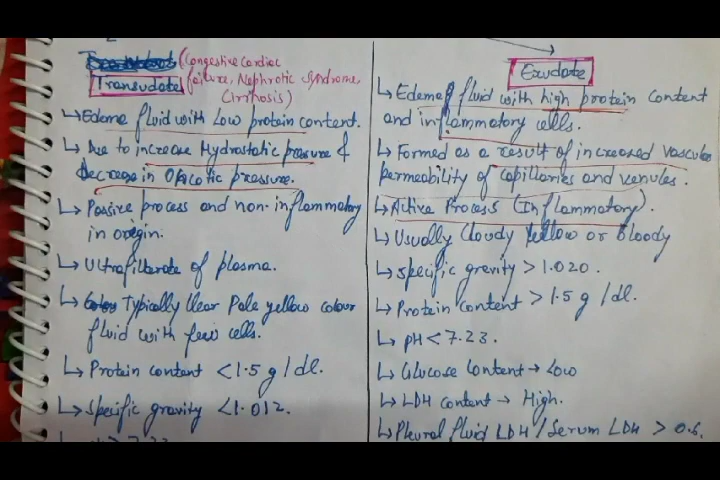 (Congestive Cardiac
Transudate failure, Nephrotic Syndrome,
Cirrhosis)
↳ Edema fluid with Low protein content.
↳ Due to increase Hydrostatic pressure &
decrease in Oncotic pressure.
↳ Passive process and non-inflammatory
in origin.
↳ Ultrafilterate of plasma.
↳ Typically Clear Pale yellow colour
fluid with few cells.
↳ Protein content < 1.5 g/dl.
↳ Specific gravity < 1.012.
Exudate
↳ Edema fluid with high protein content
and inflammatory cells.
↳ Formed as a result of increased vascular
permeability of capillaries and venules.
↳ Active Process (Inflammatory).
↳ Usually Cloudy Yellow or Bloody
↳ Specific gravity > 1.020.
↳ Protein content > 1.5 g/dl.
↳ pH < 7.23.
↳ Glucose Content → Low
↳ LDH content → High.
↳ Pleural fluid LDH / Serum LDH > 0.6.